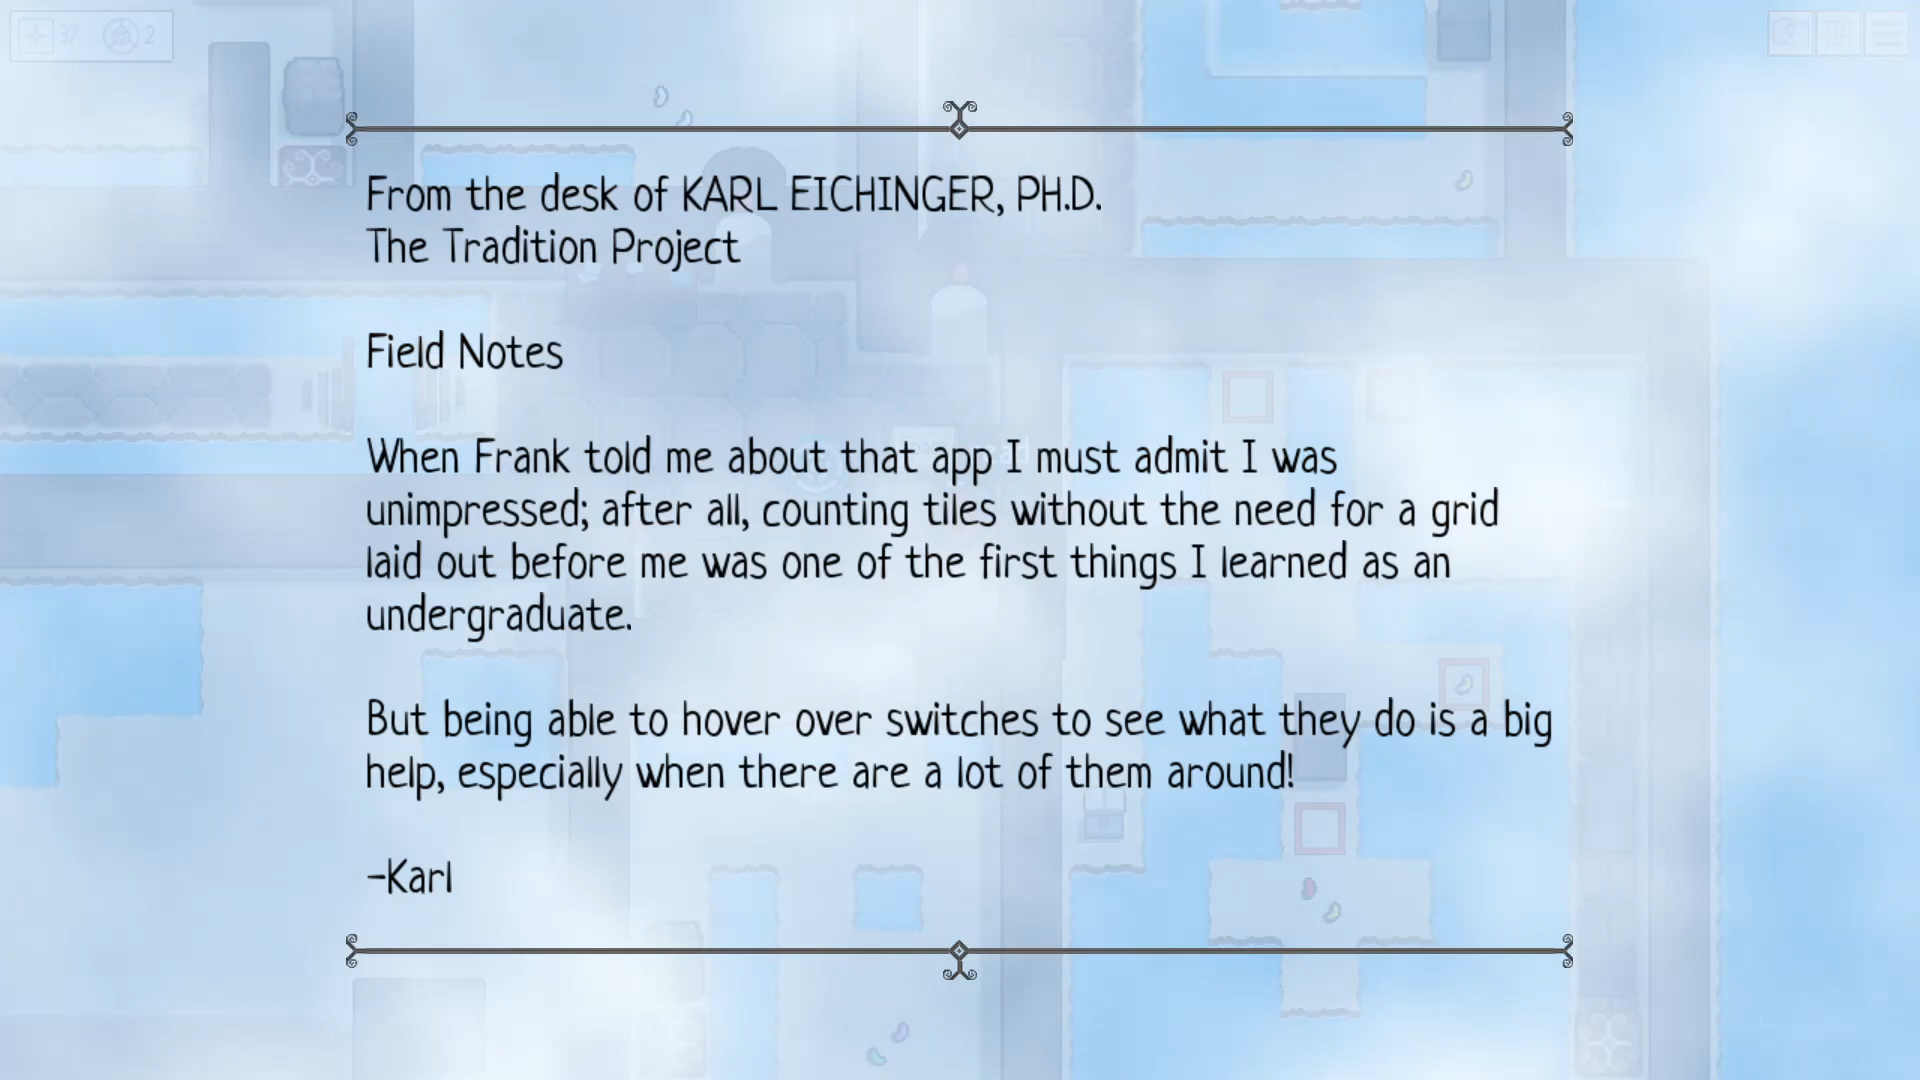 37
2
From the desk of KARL EICHINGER, PH.D.
The Tradition Project
Field Notes
When Frank told me about that app I must admit I was
unimpressed; after all, counting tiles without the need for a grid
laid out before me was one of the first things I learned as an
undergraduate.
But being able to hover over switches to see what they do is a big
help, especially when there are a lot of them around!
-Karl